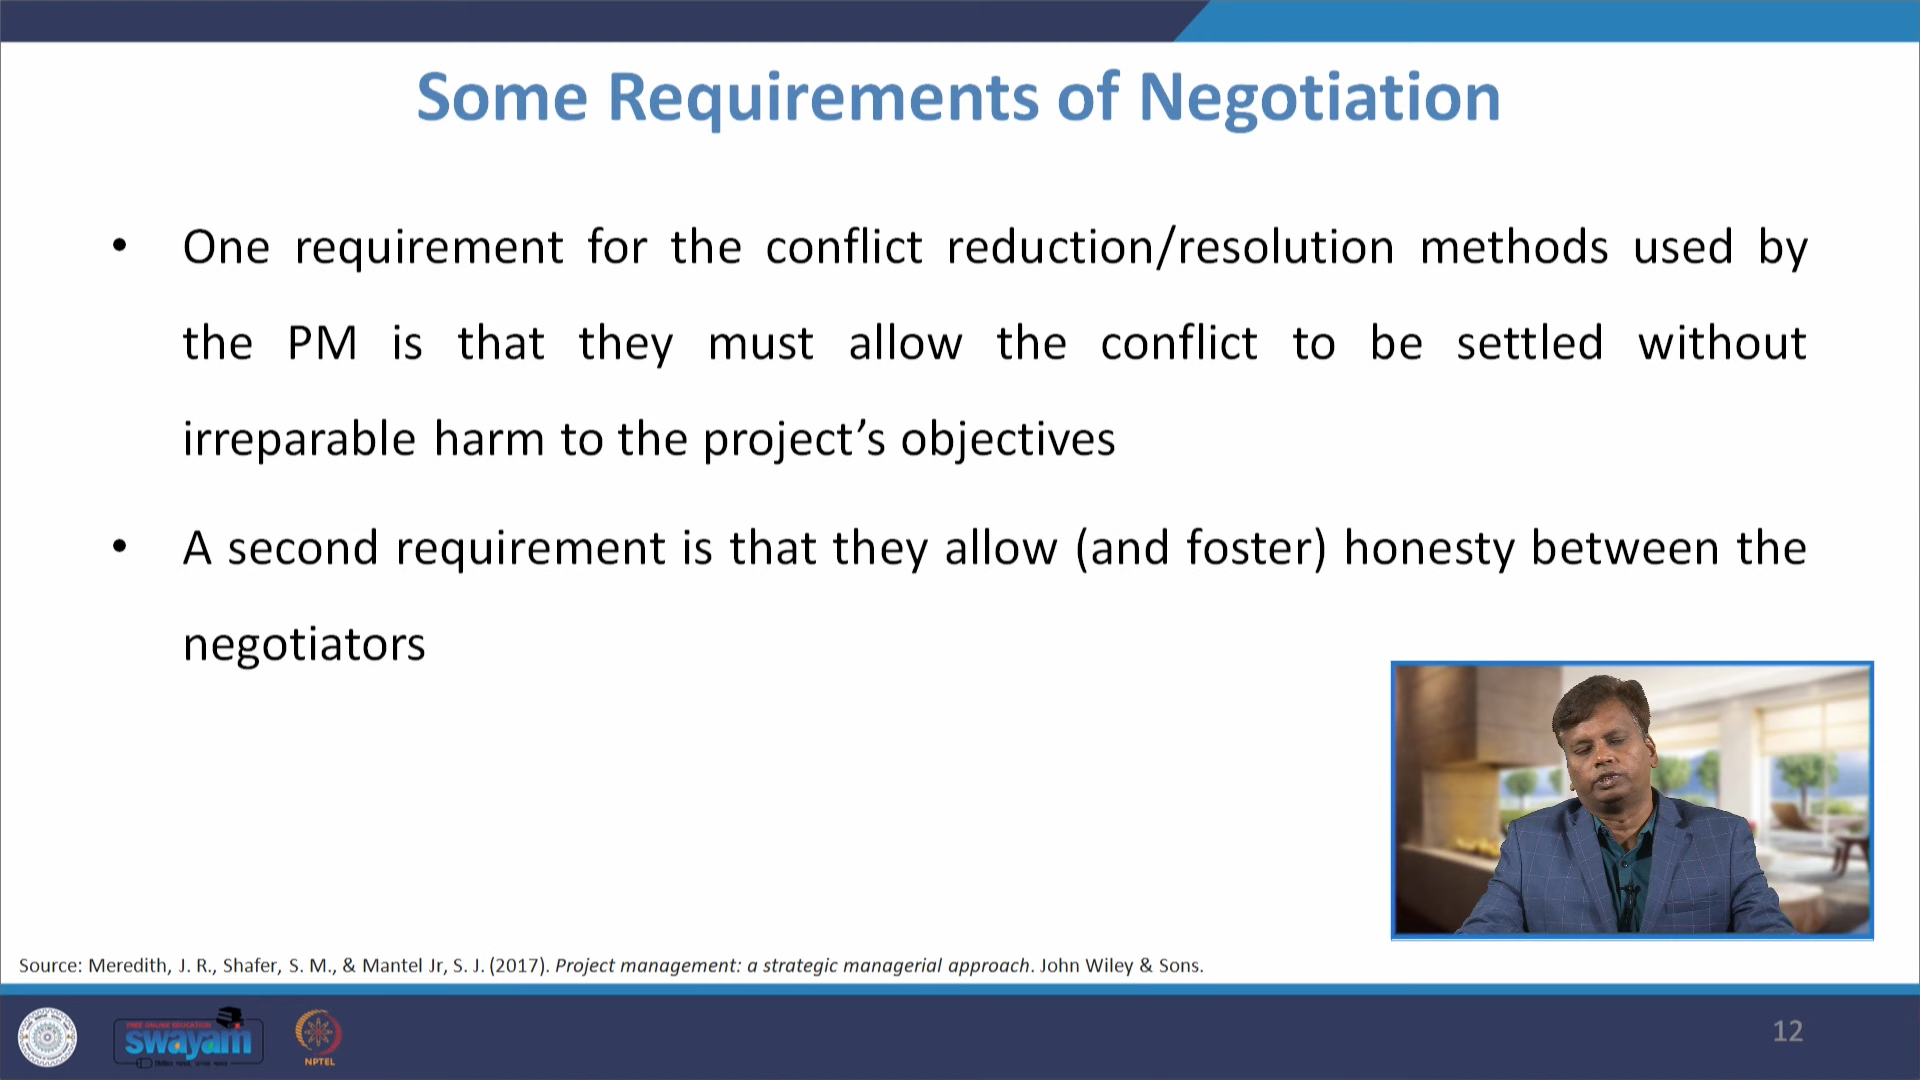 Some Requirements of Negotiation
• One requirement for the conflict reduction/resolution methods used by
the PM is that they must allow the conflict to be settled without
irreparable harm to the project’s objectives
• A second requirement is that they allow (and foster) honesty between the
negotiators
Source: Meredith, J. R., Shafer, S. M., & Mantel Jr, S. J. (2017). Project management: a strategic managerial approach. John Wiley & Sons.
FREE ONLINE EDUCATION
swayam
NPTEL
12